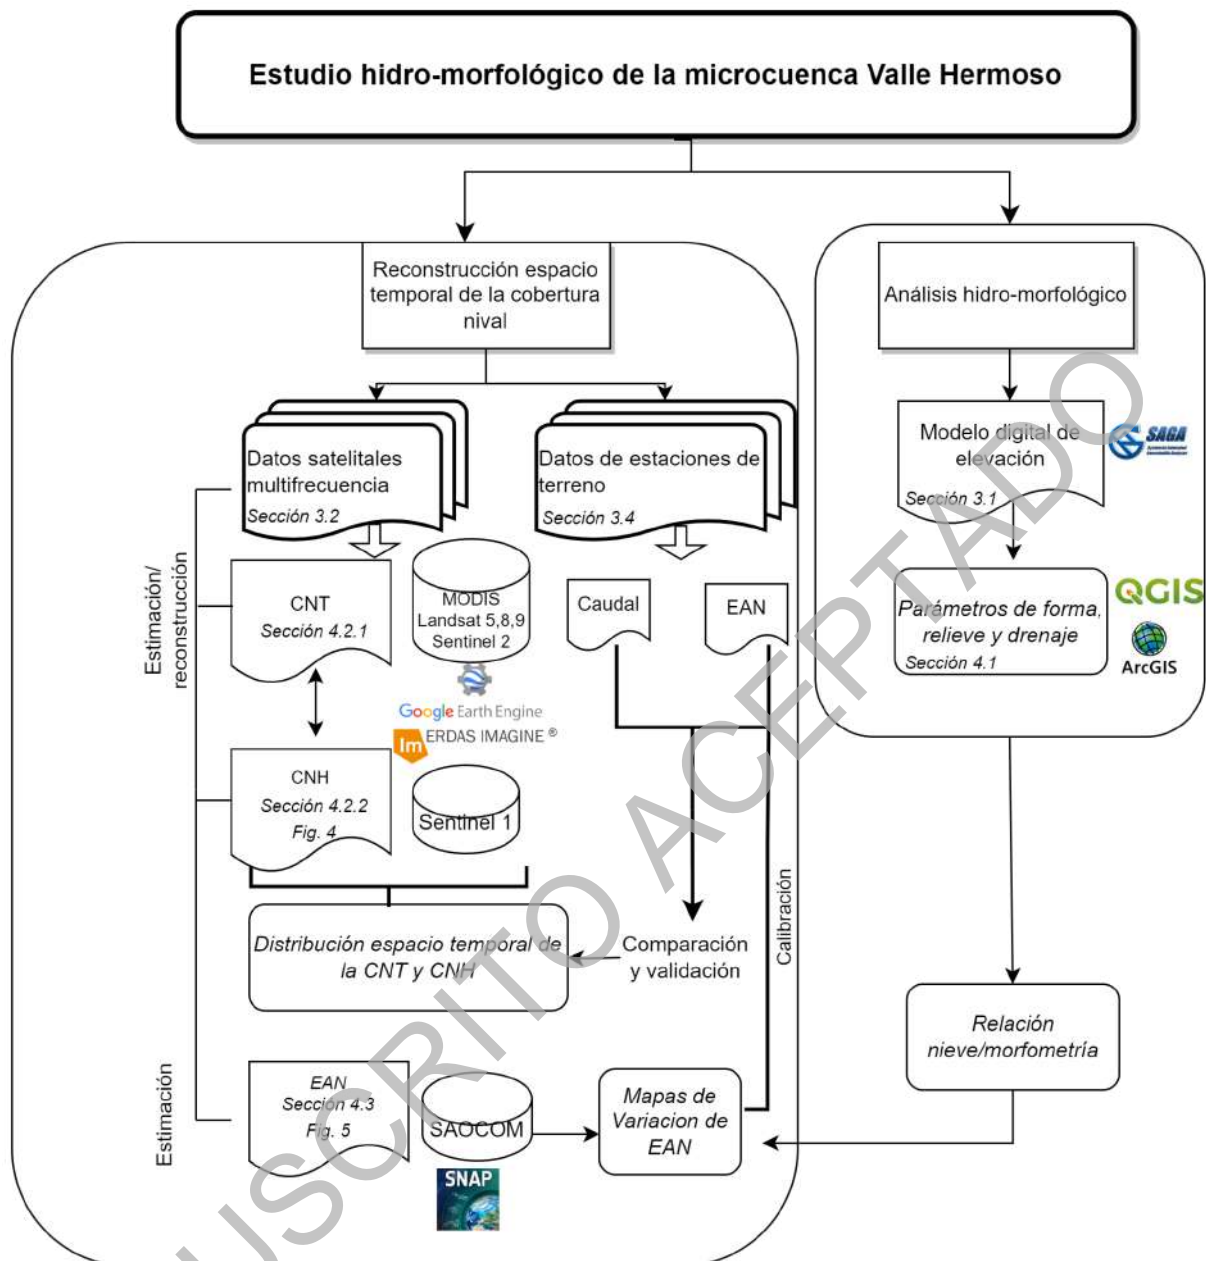 Estudio hidro-morfológico de la microcuenca Valle Hermoso
Reconstrucción espacio
temporal de la cobertura
nival
Análisis hidro-morfológico
Datos satelitales
multifrecuencia
Sección 3.2
Datos de estaciones de
terreno
Sección 3.4
Modelo digital de
elevación
Sección 3.1
SAGA
Estimación/
reconstrucción
CNT
Sección 4.2.1
MODIS
Landsat 5,8,9
Sentinel 2
Google Earth Engine
Im ERDAS IMAGINE ®
Caudal
EAN
Parámetros de forma,
relieve y drenaje
Sección 4.1
QGIS
ArcGIS
CNH
Sección 4.2.2
Fig. 4
Sentinel 1
Distribución espacio temporal de
la CNT y CNH
Comparación
y validación
Calibración
Relación
nieve/morfometría
Estimación
EAN
Sección 4.3
Fig. 5
SAOCOM
SNAP
Mapas de
Variacion de
EAN
USCRITO ACEPTADO